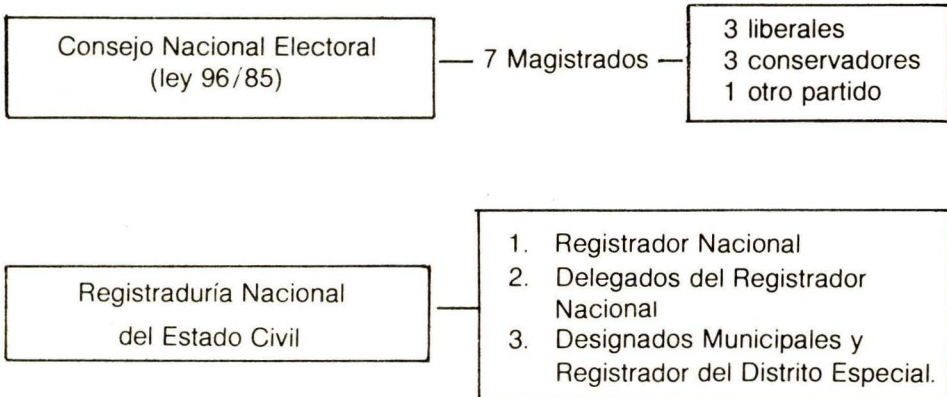 Consejo Nacional Electoral
(ley 96/85)
7 Magistrados
3 liberales
3 conservadores
1 otro partido
Registraduría Nacional
del Estado Civil
1. Registrador Nacional
2. Delegados del Registrador
Nacional
3. Designados Municipales y
Registrador del Distrito Especial.